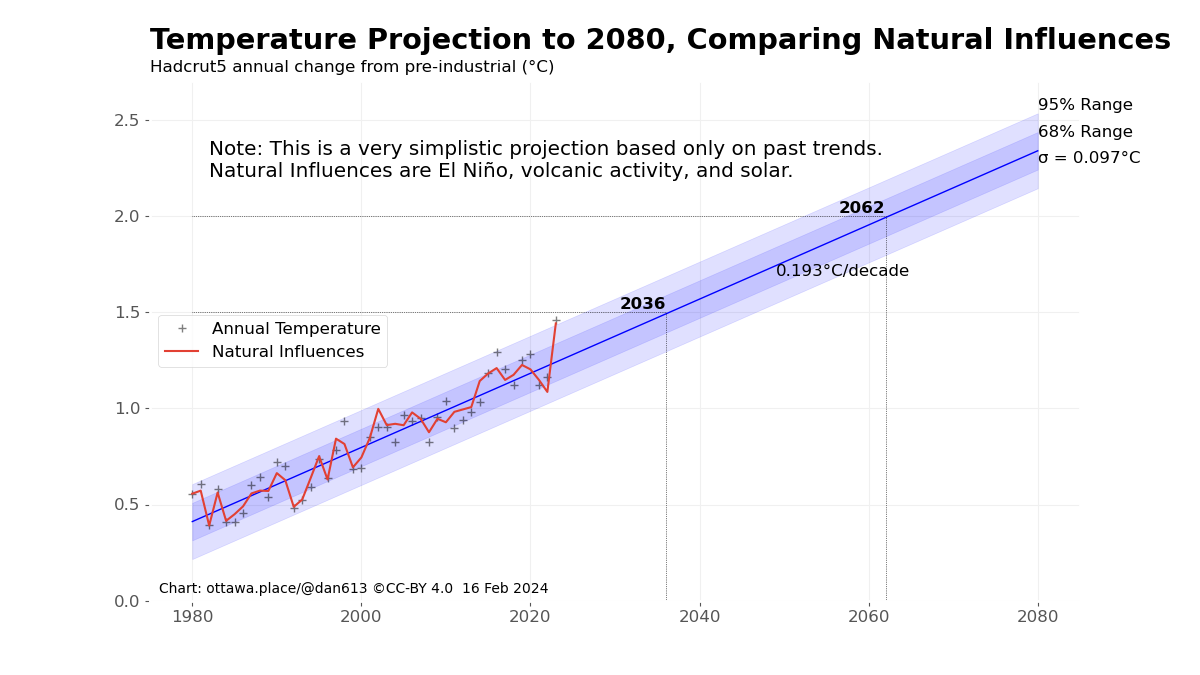 Temperature Projection to 2080, Comparing Natural Influences
Hadcrut5 annual change from pre-industrial (°C)
95% Range
2.5
68% Range
Note: This is a very simplistic projection based only on past trends.
σ = 0.097°C
Natural Influences are El Niño, volcanic activity, and solar.
2062
2.0
0.193°C/decade
2036
1.5
Annual Temperature
Natural Influences
1.0
0.5
Chart: ottawa.place/@dan613 ©CC-BY 4.0  16 Feb 2024
0.0
1980 2000 2020 2040 2060 2080